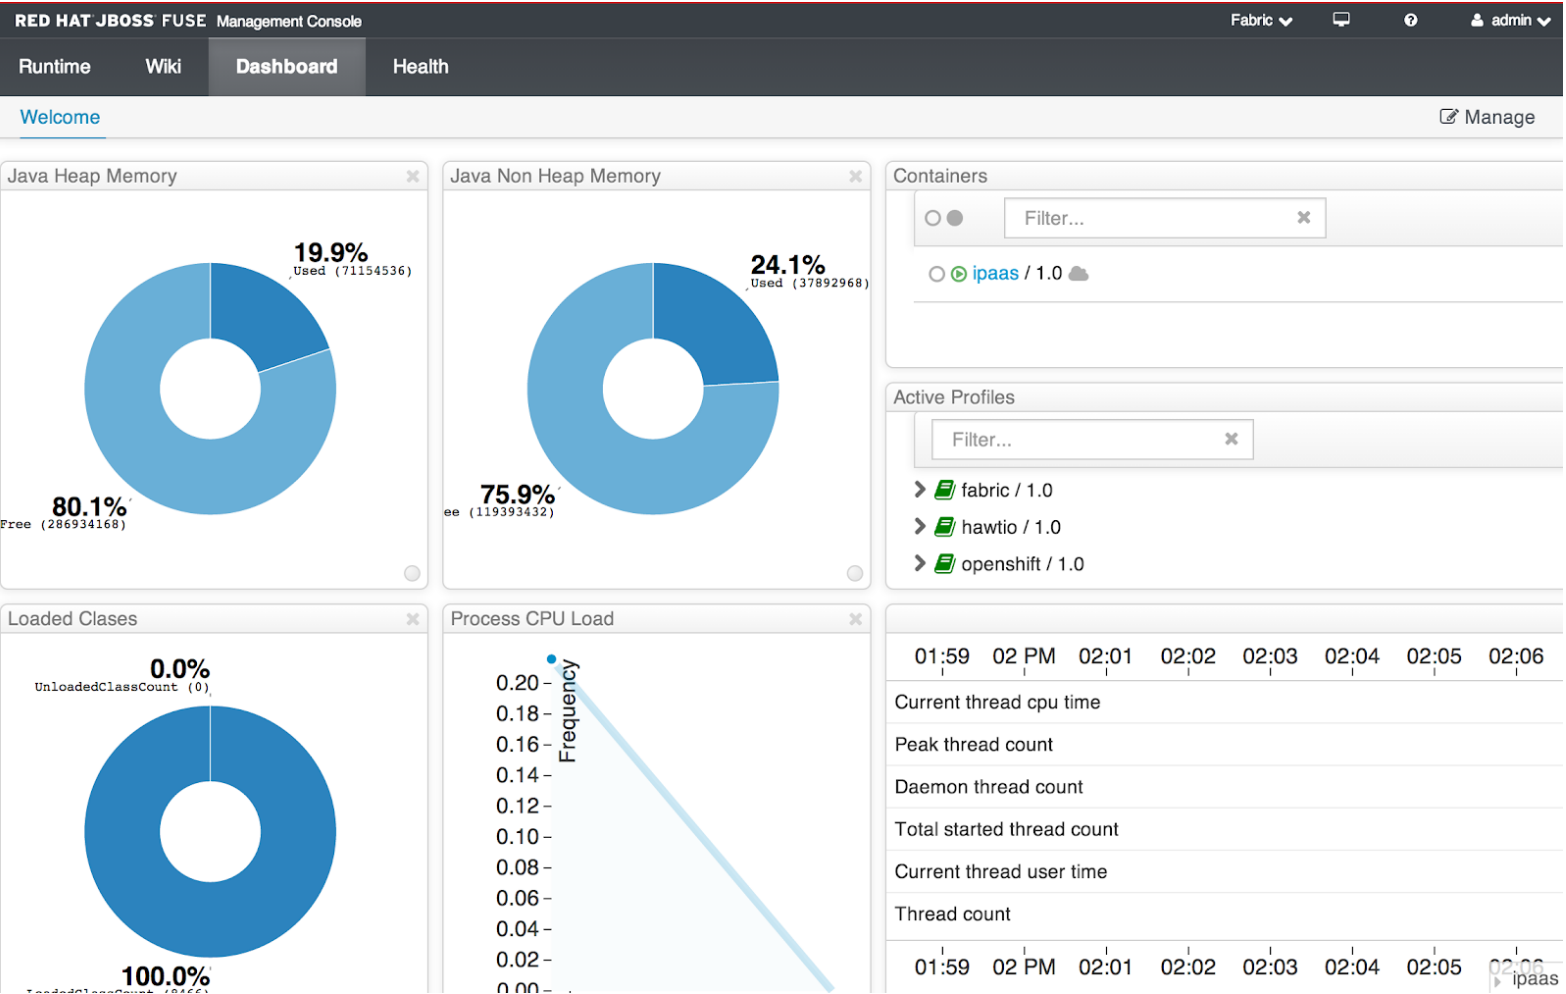 RED HAT JBOSS FUSE Management Console
Fabric
admin
Runtime
Wiki
Dashboard
Health
Welcome
Manage
Java Heap Memory
19.9%
Used (71154536)
80.1%
Free (286934168)
Java Non Heap Memory
24.1%
Used (37892968)
75.9%
ee (119393432)
Containers
Filter...
ipaas / 1.0
Active Profiles
Filter...
fabric / 1.0
hawtio / 1.0
openshift / 1.0
Loaded Clases
0.0%
UnloadedClassCount (0)
100.0%
LoadedClassCount (8466)
Process CPU Load
Frequency
0.20
0.18
0.16
0.14
0.12
0.10
0.08
0.06
0.04
0.02
0.00
01:59 02 PM 02:01 02:02 02:03 02:04 02:05 02:06
Current thread cpu time
Peak thread count
Daemon thread count
Total started thread count
Current thread user time
Thread count
01:59 02 PM 02:01 02:02 02:03 02:04 02:05 02:06
ipaas